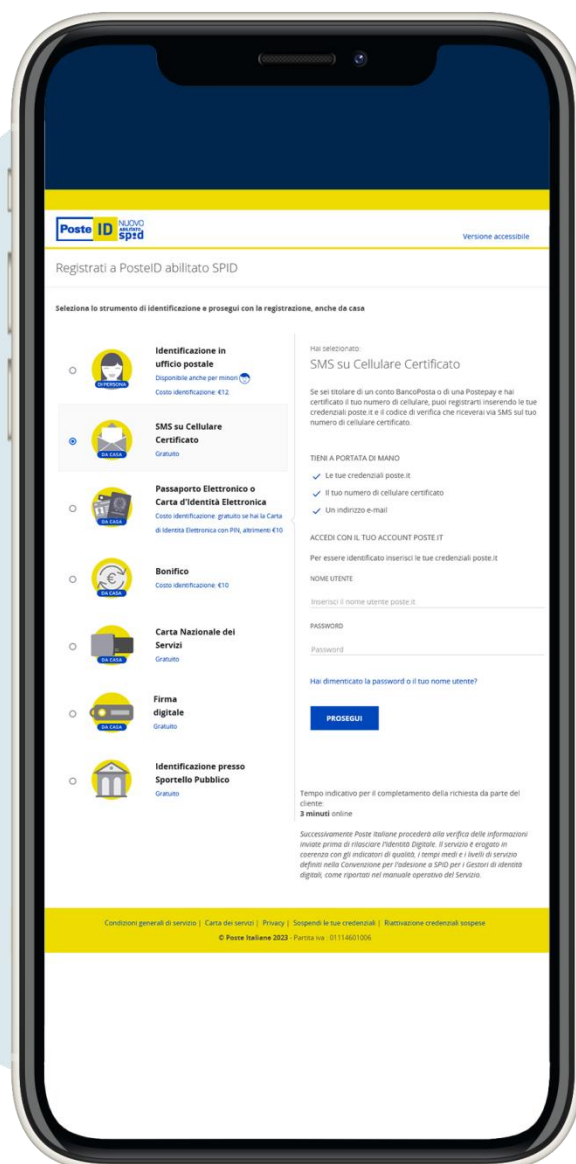 Poste ID NUOVO
ABILITATO
spid
Versione accessibile
Registrati a PosteID abilitato SPID
Seleziona lo strumento di identificazione e prosegui con la registrazione, anche da casa
DI PERSONA
Identificazione in
ufficio postale
Disponibile anche per minori
Costo identificazione: €12
DA CASA
SMS su Cellulare
Certificato
Gratuito
DA CASA
Passaporto Elettronico o
Carta d'Identità Elettronica
Costo identificazione: gratuito se hai la Carta
di Identità Elettronica con PIN, altrimenti €10
DA CASA
Bonifico
Costo identificazione: €10
DA CASA
Carta Nazionale dei
Servizi
Gratuito
DA CASA
Firma
digitale
Gratuito
Identificazione presso
Sportello Pubblico
Gratuito
Hai selezionato:
SMS su Cellulare Certificato
Se sei titolare di un conto BancoPosta o di una Postepay e hai
certificato il tuo numero di cellulare, puoi registrarti inserendo le tue
credenziali poste.it e il codice di verifica che riceverai via SMS sul tuo
numero di cellulare certificato.
TIENI A PORTATA DI MANO
Le tue credenziali poste.it
Il tuo numero di cellulare certificato
Un indirizzo e-mail
ACCEDI CON IL TUO ACCOUNT POSTE.IT
Per essere identificato inserisci le tue credenziali poste.it
NOME UTENTE
Inserisci il nome utente poste.it
PASSWORD
Password
Hai dimenticato la password o il tuo nome utente?
PROSEGUI
Tempo indicativo per il completamento della richiesta da parte del
cliente:
3 minuti online
Successivamente Poste Italiane procederà alla verifica delle informazioni
inviate prima di rilasciare l'Identità Digitale. Il servizio è erogato in
coerenza con gli indicatori di qualità, i tempi medi e i livelli di servizio
definiti nella Convenzione per l'adesione a SPID per i Gestori di identità
digitali, come riportati nel manuale operativo del Servizio.
Condizioni generali di servizio | Carta dei servizi | Privacy | Sospendi le tue credenziali | Riattivazione credenziali sospese
© Poste Italiane 2023 - Partita iva : 01114601006